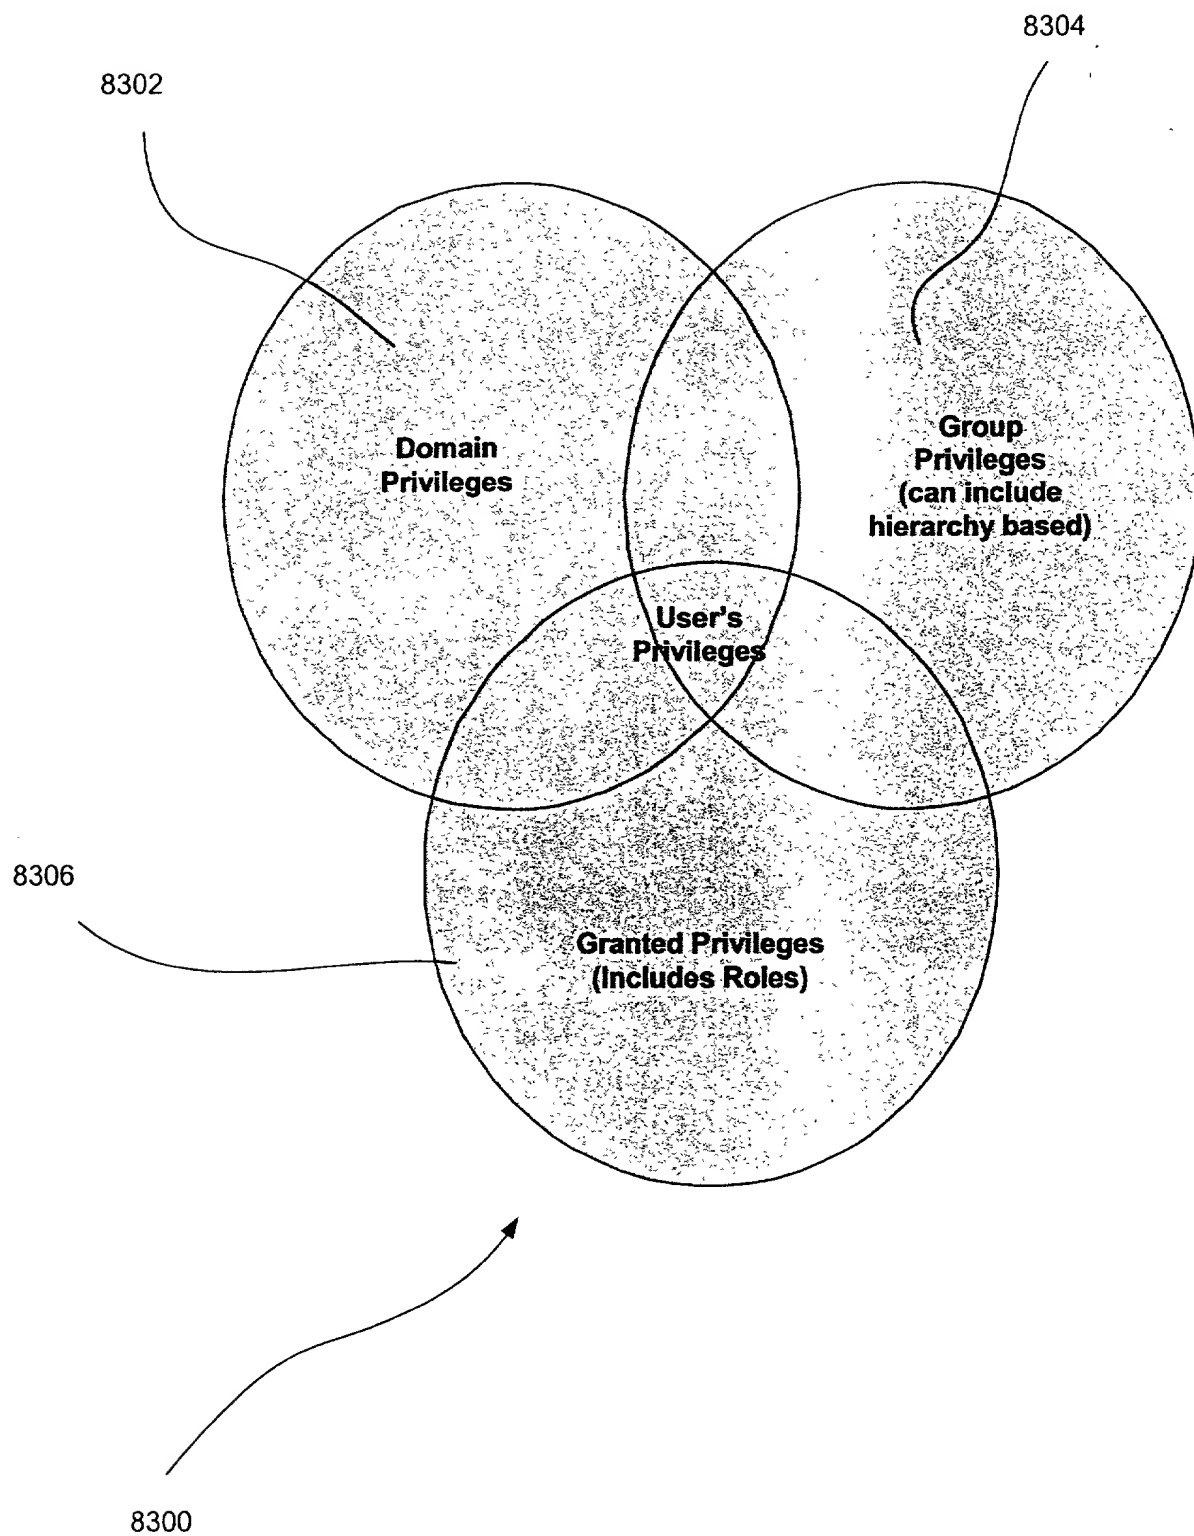 8304
8302
Domain
Privileges
Group
Privileges
(can include
hierarchy based)
User's
Privileges
8306
Granted Privileges
(Includes Roles)
8300